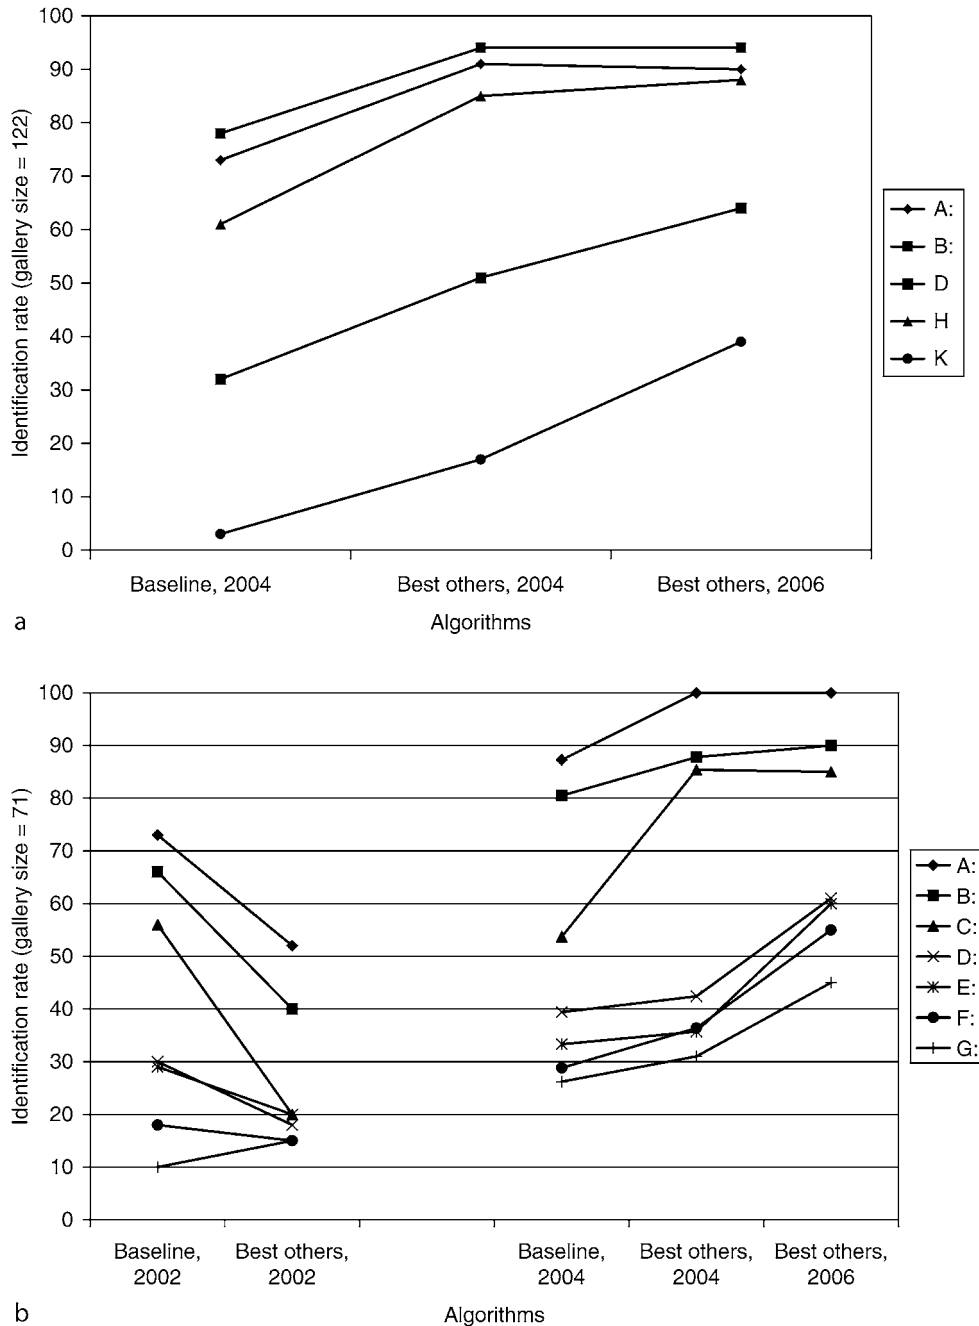 100
90
80
70
60
50
40
30
20
10
0
Identification rate (gallery size = 122)
Baseline, 2004
Best others, 2004
Best others, 2006
Algorithms
A:
B:
D
H
K
a
100
90
80
70
60
50
40
30
20
10
0
Identification rate (gallery size = 71)
Baseline,
2002
Best others,
2002
Baseline,
2004
Best others,
2004
Best others,
2006
Algorithms
A:
B:
C:
D:
E:
F:
G:
b